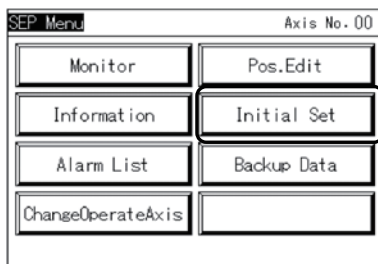 SEP Menu Axis No. 00
Monitor Pos.Edit
Information Initial Set
Alarm List Backup Data
ChangeOperateAxis